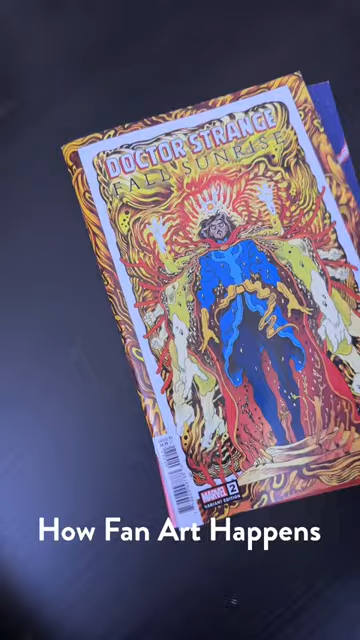 DOCTOR STRANGE
FALL SUNRISE
MARVEL
2
VARIANT EDITION
How Fan Art Happens